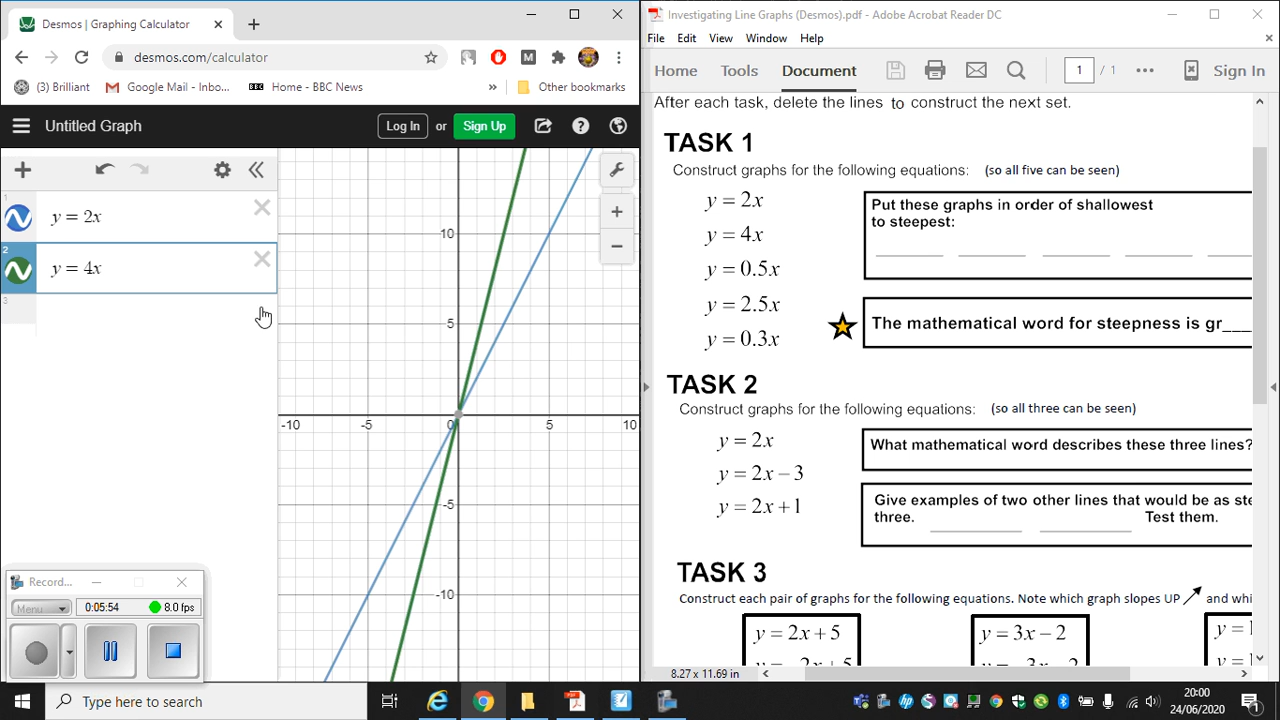 Desmos | Graphing Calculator
desmos.com/calculator
M
(3) Brillian
Google Mail - Inbo...
BBC Home - BBC News
»
Other bookmarks
Untitled Graph
Log In or Sign Up
1
y = 2x
2
y = 4x
3
10
5
-10 -5 0 5 10
-5
-10
Record...
Menu
0:05:54
8.0 fps
Investigating Line Graphs (Desmos).pdf - Adobe Acrobat Reader DC
File Edit View Window Help
Home Tools Document 1 / 1 ... Sign In
After each task, delete the lines to construct the next set.
TASK 1
Construct graphs for the following equations: (so all five can be seen)
y = 2x
y = 4x
y = 0.5x
y = 2.5x
y = 0.3x
Put these graphs in order of shallowest
to steepest:
The mathematical word for steepness is gr____
TASK 2
Construct graphs for the following equations: (so all three can be seen)
y = 2x
y = 2x – 3
y = 2x + 1
What mathematical word describes these three lines?
Give examples of two other lines that would be as ste
three. Test them.
TASK 3
Construct each pair of graphs for the following equations. Note which graph slopes UP and whi
y = 2x + 5
y = 3x – 2
8.27 x 11.69 in
Type here to search
20:00
24/06/2020
1